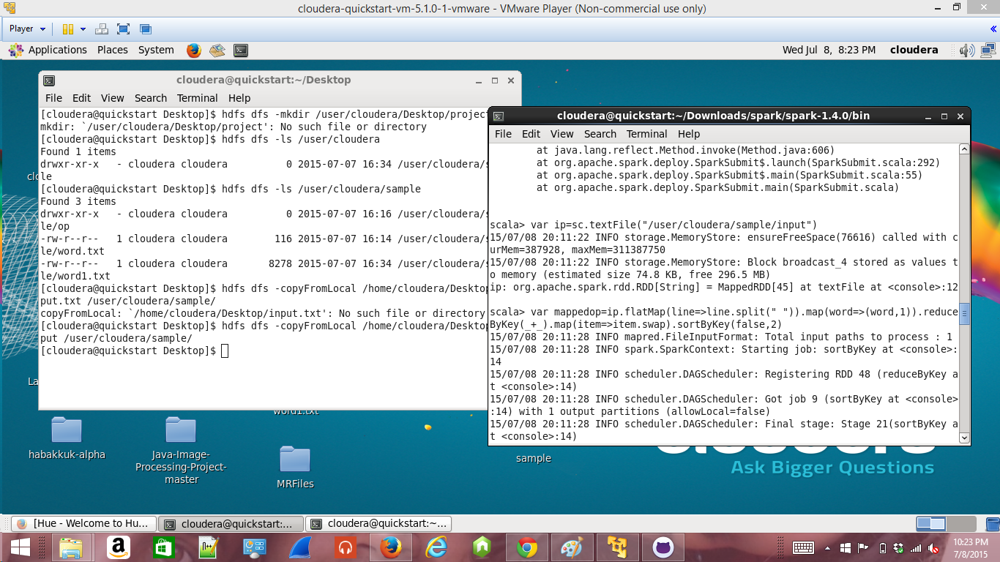 cloudera-quickstart-vm-5.1.0-1-vmware - VMware Player (Non-commercial use only)
Player
Applications Places System
Wed Jul 8, 8:23 PM cloudera
cloudera@quickstart:~/Desktop
File Edit View Search Terminal Help
[cloudera@quickstart Desktop]$ hdfs dfs -mkdir /user/cloudera/Desktop/project
mkdir: `/user/cloudera/Desktop/project': No such file or directory
[cloudera@quickstart Desktop]$ hdfs dfs -ls /user/cloudera
Found 1 items
drwxr-xr-x - cloudera cloudera 0 2015-07-07 16:34 /user/cloudera/s
le
[cloudera@quickstart Desktop]$ hdfs dfs -ls /user/cloudera/sample
Found 3 items
drwxr-xr-x - cloudera cloudera 0 2015-07-07 16:16 /user/cloudera/s
le/op
-rw-r--r-- 1 cloudera cloudera 116 2015-07-07 16:14 /user/cloudera/s
le/word.txt
-rw-r--r-- 1 cloudera cloudera 8278 2015-07-07 16:34 /user/cloudera/s
le/word1.txt
[cloudera@quickstart Desktop]$ hdfs dfs -copyFromLocal /home/cloudera/Desktop
put.txt /user/cloudera/sample/
copyFromLocal: `/home/cloudera/Desktop/input.txt': No such file or directory
[cloudera@quickstart Desktop]$ hdfs dfs -copyFromLocal /home/cloudera/Desktop
put /user/cloudera/sample/
[cloudera@quickstart Desktop]$
cloudera@quickstart:~/Downloads/spark/spark-1.4.0/bin
File Edit View Search Terminal Help
at java.lang.reflect.Method.invoke(Method.java:606)
at org.apache.spark.deploy.SparkSubmit$.launch(SparkSubmit.scala:292)
at org.apache.spark.deploy.SparkSubmit$.main(SparkSubmit.scala:55)
at org.apache.spark.deploy.SparkSubmit.main(SparkSubmit.scala)
scala> var ip=sc.textFile("/user/cloudera/sample/input")
15/07/08 20:11:22 INFO storage.MemoryStore: ensureFreeSpace(76616) called with c
urMem=387928, maxMem=311387750
15/07/08 20:11:22 INFO storage.MemoryStore: Block broadcast_4 stored as values t
o memory (estimated size 74.8 KB, free 296.5 MB)
ip: org.apache.spark.rdd.RDD[String] = MappedRDD[45] at textFile at <console>:12
scala> var mappedop=ip.flatMap(line=>line.split(" ")).map(word=>(word,1)).reduce
ByKey(_+_).map(item=>item.swap).sortByKey(false,2)
15/07/08 20:11:28 INFO mapred.FileInputFormat: Total input paths to process : 1
15/07/08 20:11:28 INFO spark.SparkContext: Starting job: sortByKey at <console>:
14
15/07/08 20:11:28 INFO scheduler.DAGScheduler: Registering RDD 48 (reduceByKey a
t <console>:14)
15/07/08 20:11:28 INFO scheduler.DAGScheduler: Got job 9 (sortByKey at <console>
:14) with 1 output partitions (allowLocal=false)
15/07/08 20:11:28 INFO scheduler.DAGScheduler: Final stage: Stage 21(sortByKey a
t <console>:14)
clo
La
word1.txt
habakkuk-alpha
Java-Image-
Processing-Project-
master
MRFiles
sample
Ask Bigger Questions
[Hue - Welcome to Hu...
cloudera@quickstart:...
cloudera@quickstart:~...
10:23 PM
7/8/2015